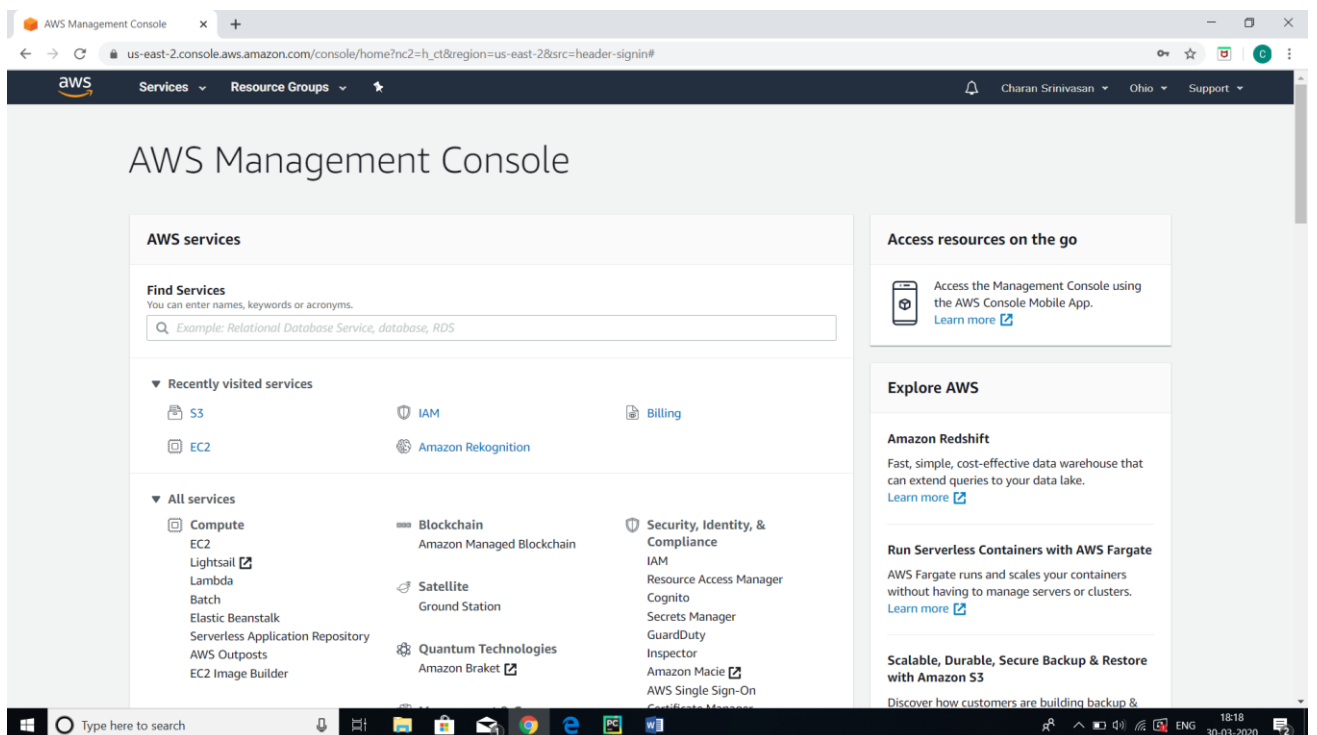 AWS Management Console
us-east-2.console.aws.amazon.com/console/home?nc2=h_ct&region=us-east-2&src=header-signin#
C
aws
Services
Resource Groups
Charan Srinivasan
Ohio
Support
AWS Management Console
AWS services
Find Services
You can enter names, keywords or acronyms.
Example: Relational Database Service, database, RDS
Recently visited services
S3
IAM
Billing
EC2
Amazon Rekognition
All services
Compute
EC2
Lightsail
Lambda
Batch
Elastic Beanstalk
Serverless Application Repository
AWS Outposts
EC2 Image Builder
Blockchain
Amazon Managed Blockchain
Satellite
Ground Station
Quantum Technologies
Amazon Braket
Security, Identity, &
Compliance
IAM
Resource Access Manager
Cognito
Secrets Manager
GuardDuty
Inspector
Amazon Macie
AWS Single Sign-On
Certificate Manager
Access resources on the go
Access the Management Console using
the AWS Console Mobile App.
Learn more
Explore AWS
Amazon Redshift
Fast, simple, cost-effective data warehouse that
can extend queries to your data lake.
Learn more
Run Serverless Containers with AWS Fargate
AWS Fargate runs and scales your containers
without having to manage servers or clusters.
Learn more
Scalable, Durable, Secure Backup & Restore
with Amazon S3
Discover how customers are building backup &
Type here to search
PC
ENG
18:18
30-03-2020